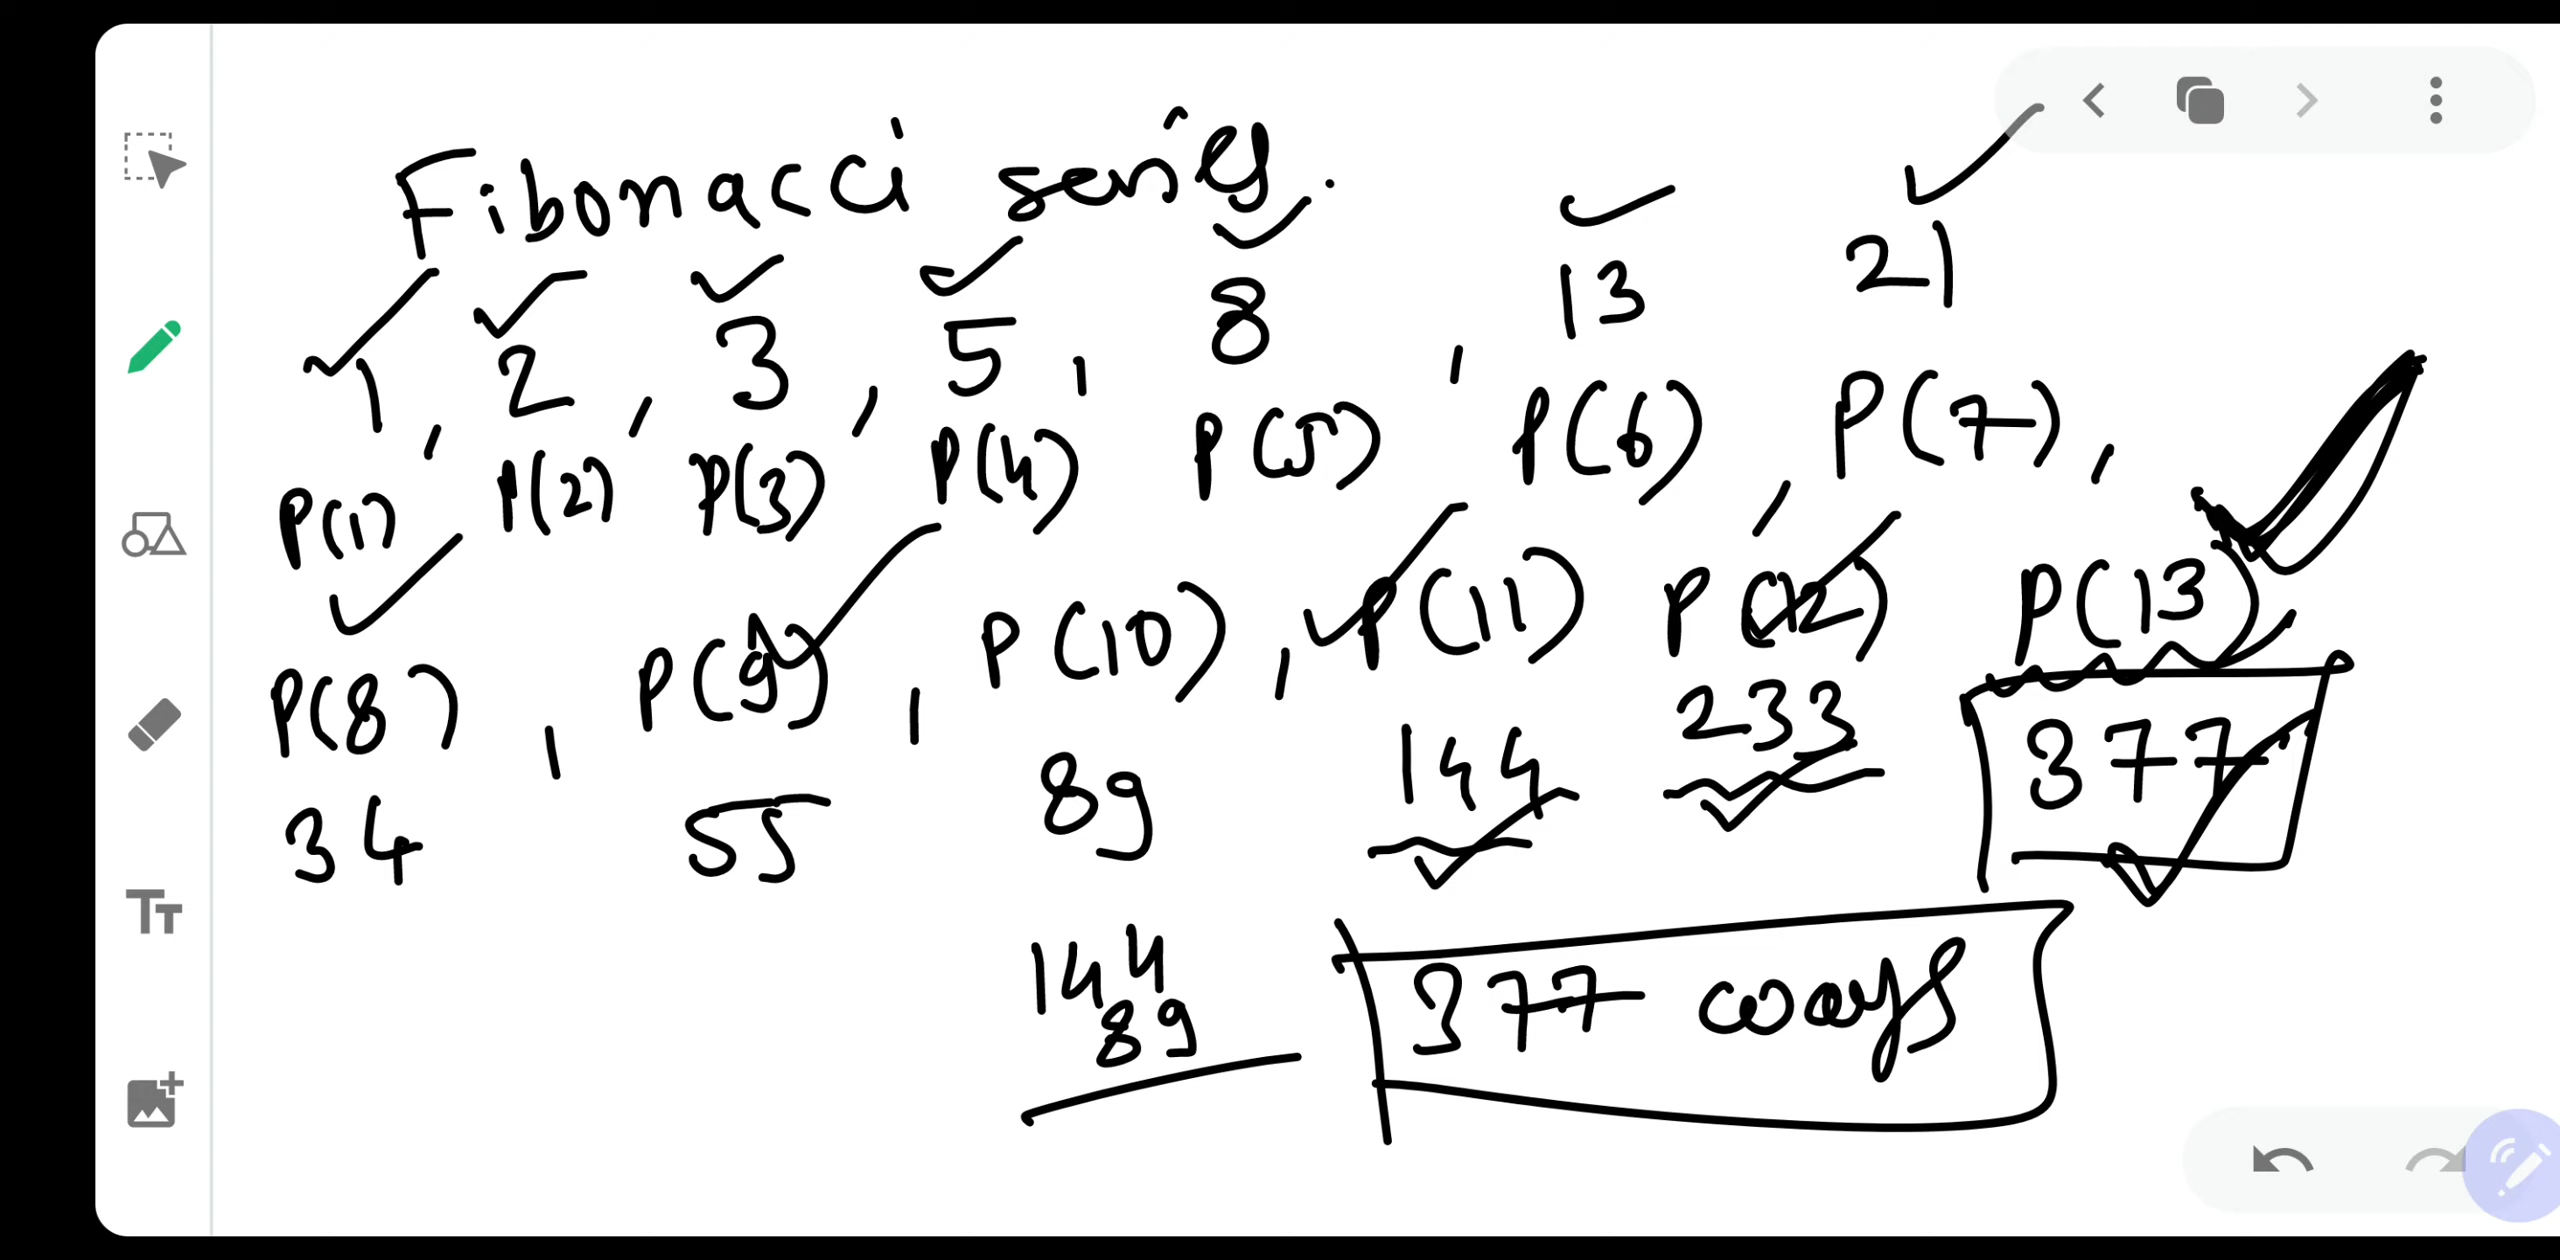 Fibonacci series.
1, 2, 3, 5, 8, 13 21
P(1) P(2) P(3) P(4) P(5) P(6), P(7),
P(8), P(9), P(10), P(11) P(12) P(13)
34 55 89 144 233 377
144
89
377 ways
TT